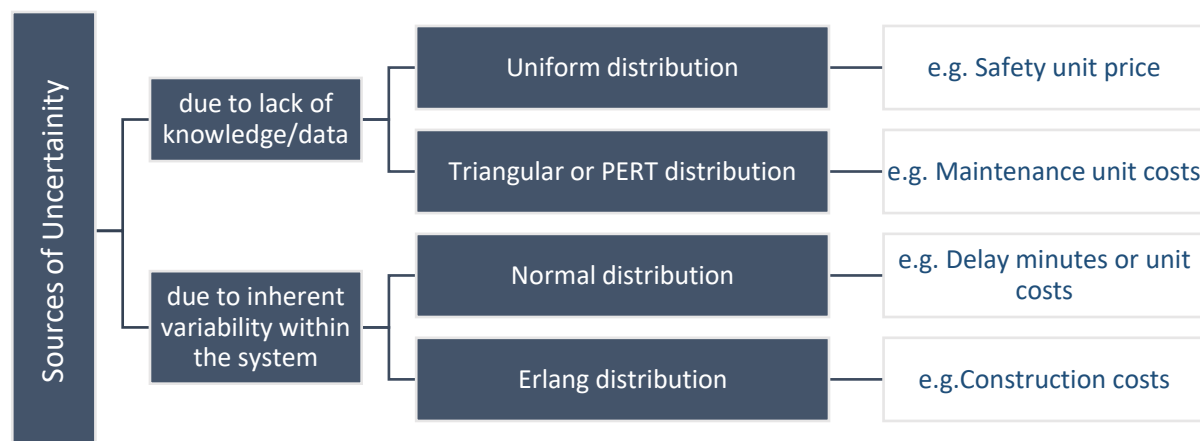 Sources of Uncertainity
due to lack of
knowledge/data
Uniform distribution
e.g. Safety unit price
Triangular or PERT distribution
e.g. Maintenance unit costs
due to inherent
variability within
the system
Normal distribution
e.g. Delay minutes or unit
costs
Erlang distribution
e.g.Construction costs